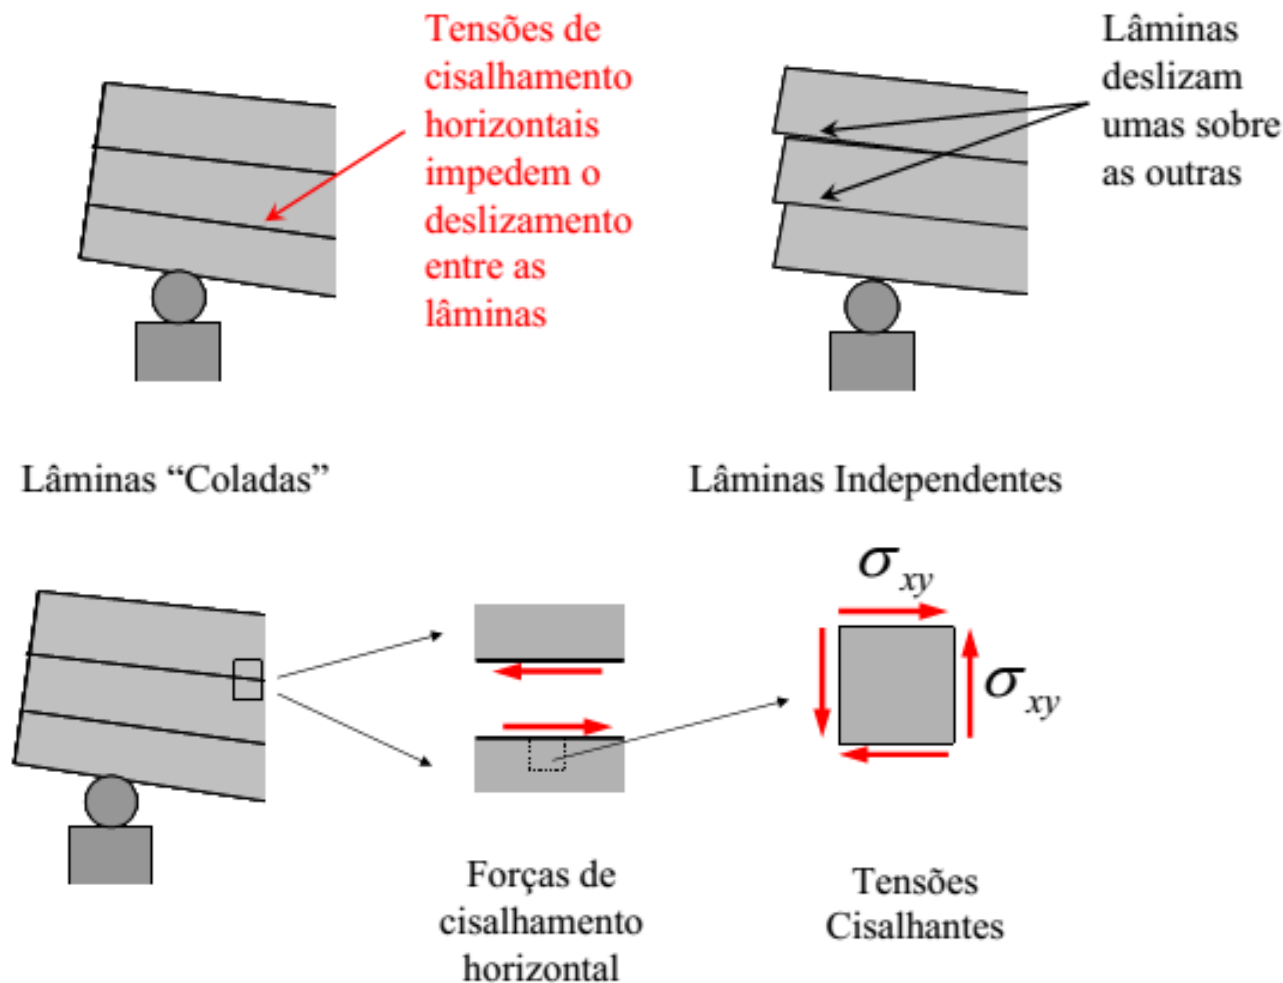 Tensões de
cisalhamento
horizontais
impedem o
deslizamento
entre as
lâminas
Lâminas
deslizam
umas sobre
as outras
Lâminas “Coladas”
Lâminas Independentes
σxy
σxy
Forças de
cisalhamento
horizontal
Tensões
Cisalhantes